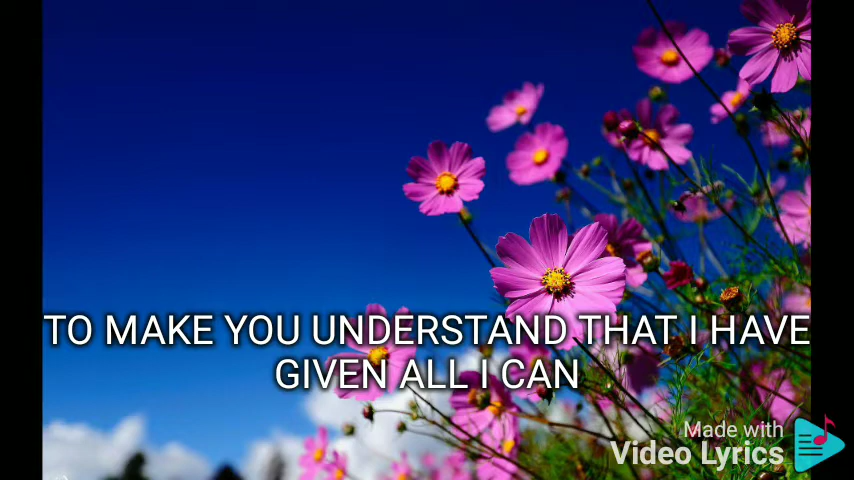 TO MAKE YOU UNDERSTAND THAT I HAVE
GIVEN ALL I CAN
Made with
Video Lyrics